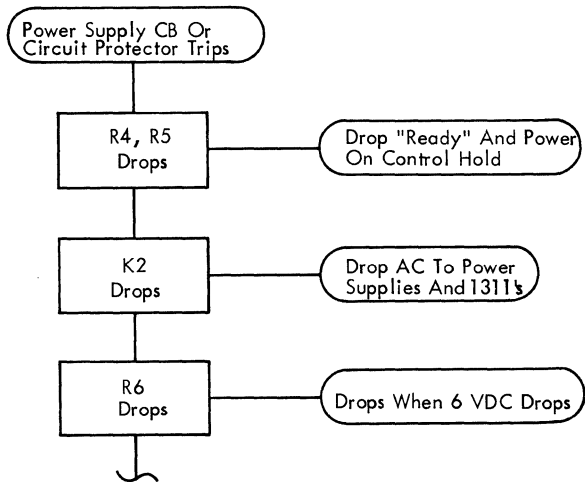 Power Supply CB Or
Circuit Protector Trips
R4, R5
Drops
Drop "Ready" And Power
On Control Hold
K2
Drops
Drop AC To Power
Supplies And 1311's
R6
Drops
Drops When 6 VDC Drops